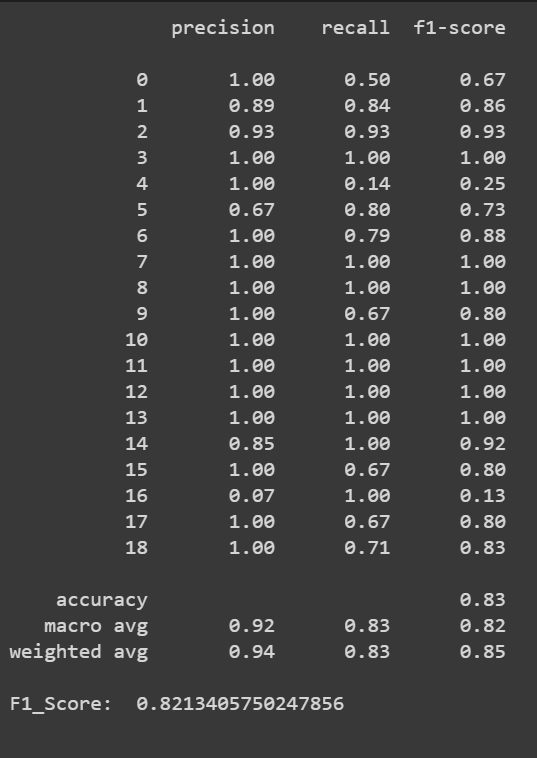 precision recall f1-score
0 1.00 0.50 0.67
1 0.89 0.84 0.86
2 0.93 0.93 0.93
3 1.00 1.00 1.00
4 1.00 0.14 0.25
5 0.67 0.80 0.73
6 1.00 0.79 0.88
7 1.00 1.00 1.00
8 1.00 1.00 1.00
9 1.00 0.67 0.80
10 1.00 1.00 1.00
11 1.00 1.00 1.00
12 1.00 1.00 1.00
13 1.00 1.00 1.00
14 0.85 1.00 0.92
15 1.00 0.67 0.80
16 0.07 1.00 0.13
17 1.00 0.67 0.80
18 1.00 0.71 0.83
accuracy 0.83
macro avg 0.92 0.83 0.82
weighted avg 0.94 0.83 0.85
F1_Score: 0.8213405750247856